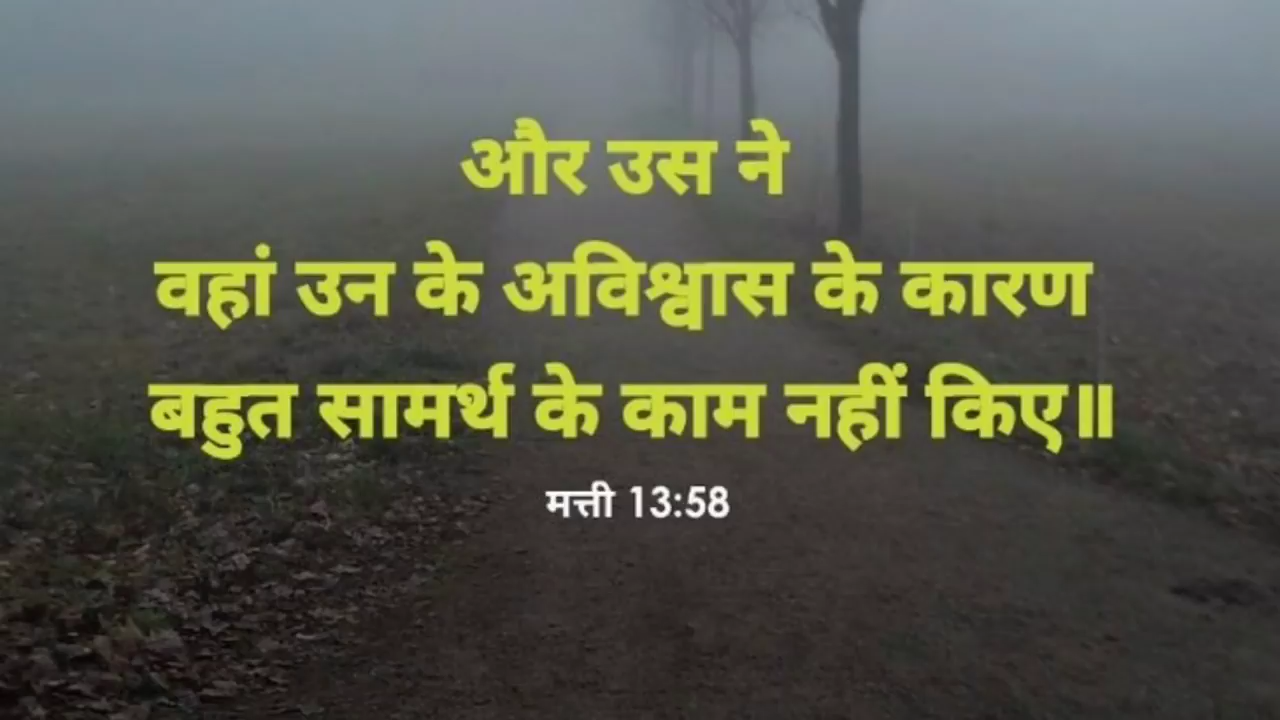 और उस ने
वहां उन के अविश्वास के कारण
बहुत सामर्थ के काम नहीं किए॥
मत्ती 13:58